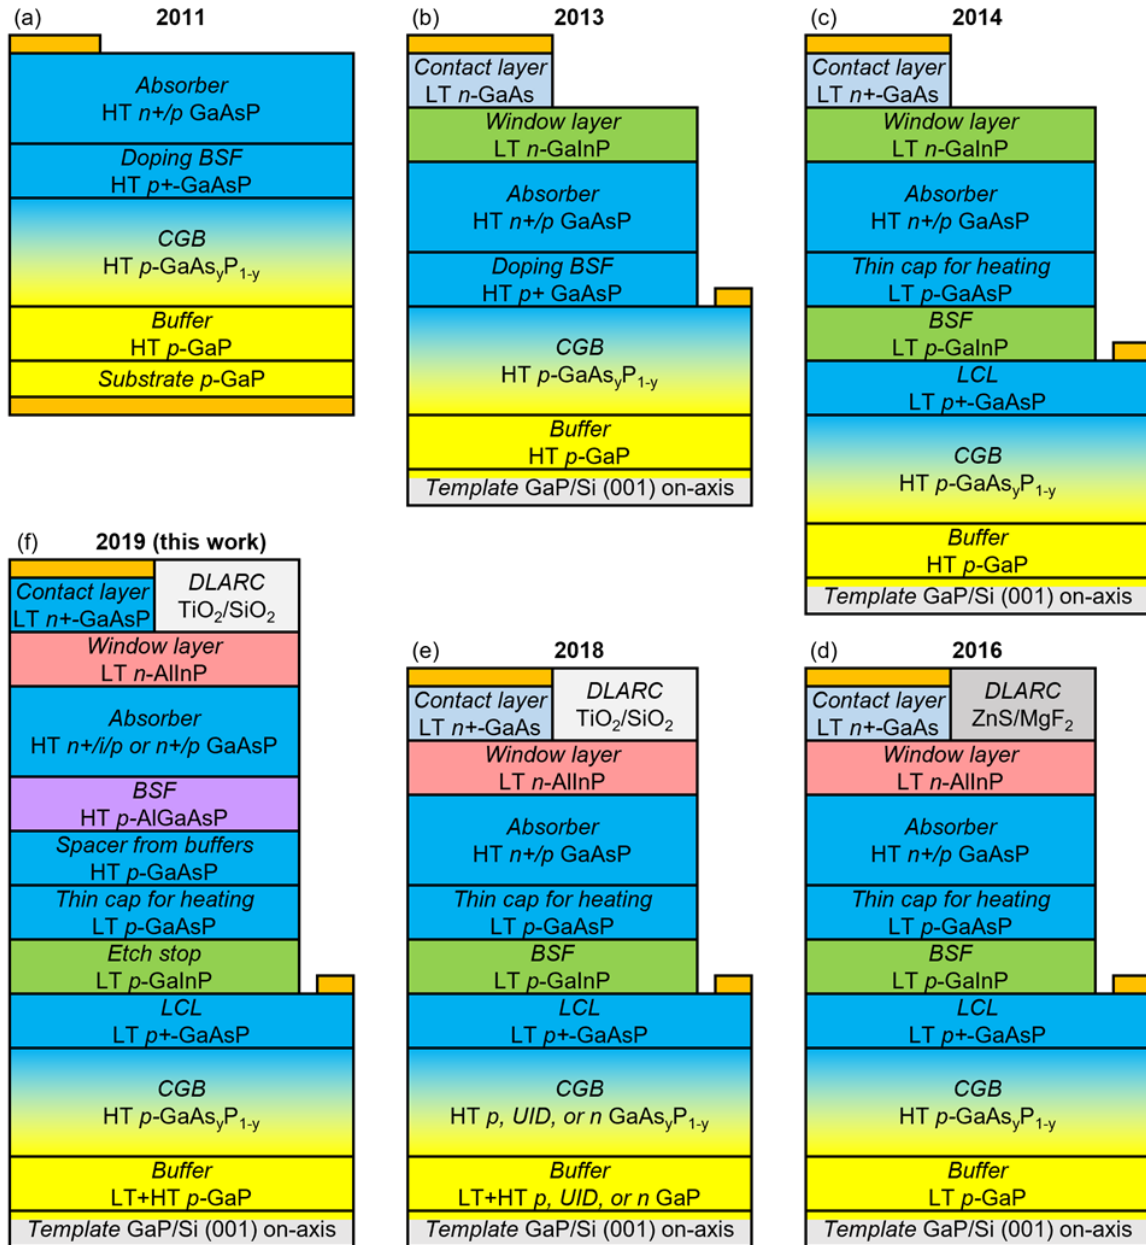 (a) 2011
Absorber
HT n+/p GaAsP
Doping BSF
HT p+-GaAsP
CGB
HT p-GaAsyP1-y
Buffer
HT p-GaP
Substrate p-GaP
(b) 2013
Contact layer
LT n-GaAs
Window layer
LT n-GaInP
Absorber
HT n+/p GaAsP
Doping BSF
HT p+ GaAsP
CGB
HT p-GaAsyP1-y
Buffer
HT p-GaP
Template GaP/Si (001) on-axis
(c) 2014
Contact layer
LT n+-GaAs
Window layer
LT n-GaInP
Absorber
HT n+/p GaAsP
Thin cap for heating
LT p-GaAsP
BSF
LT p-GaInP
LCL
LT p+-GaAsP
CGB
HT p-GaAsyP1-y
Buffer
HT p-GaP
Template GaP/Si (001) on-axis
(f) 2019 (this work)
Contact layer
LT n+-GaAsP
DLARC
TiO2/SiO2
Window layer
LT n-AlInP
Absorber
HT n+/i/p or n+/p GaAsP
BSF
HT p-AlGaAsP
Spacer from buffers
HT p-GaAsP
Thin cap for heating
LT p-GaAsP
Etch stop
LT p-GaInP
LCL
LT p+-GaAsP
CGB
HT p-GaAsyP1-y
Buffer
LT+HT p-GaP
Template GaP/Si (001) on-axis
(e) 2018
Contact layer
LT n+-GaAs
DLARC
TiO2/SiO2
Window layer
LT n-AlInP
Absorber
HT n+/p GaAsP
Thin cap for heating
LT p-GaAsP
BSF
LT p-GaInP
LCL
LT p+-GaAsP
CGB
HT p, UID, or n GaAsyP1-y
Buffer
LT+HT p, UID, or n GaP
Template GaP/Si (001) on-axis
(d) 2016
Contact layer
LT n+-GaAs
DLARC
ZnS/MgF2
Window layer
LT n-AlInP
Absorber
HT n+/p GaAsP
Thin cap for heating
LT p-GaAsP
BSF
LT p-GaInP
LCL
LT p+-GaAsP
CGB
HT p-GaAsyP1-y
Buffer
LT p-GaP
Template GaP/Si (001) on-axis